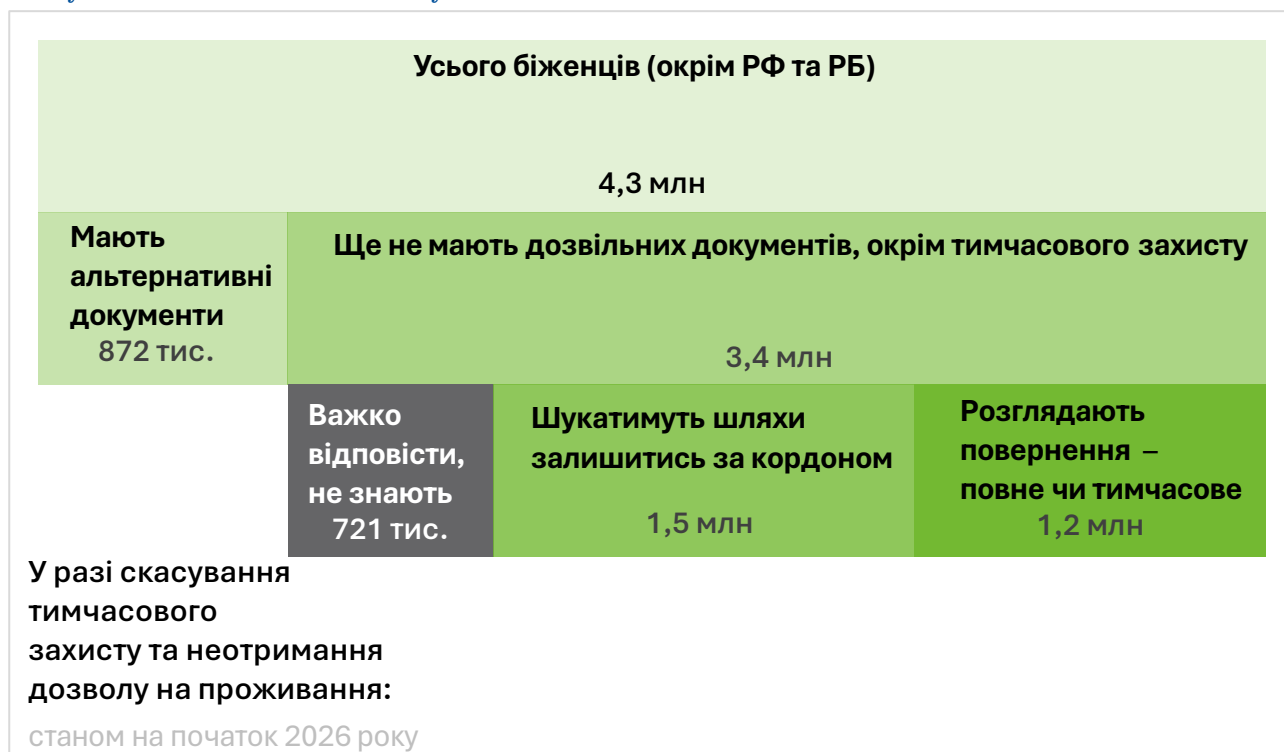 Усього біженців (окрім РФ та РБ)
4,3 млн
Мають
альтернативні
документи
872 тис.
Ще не мають дозвільних документів, окрім тимчасового захисту
3,4 млн
Важко
відповісти,
не знають
721 тис.
Шукатимуть шляхи
залишитись за кордоном
1,5 млн
Розглядають
повернення –
повне чи тимчасове
1,2 млн
У разі скасування
тимчасового
захисту та неотримання
дозволу на проживання:
станом на початок 2026 року